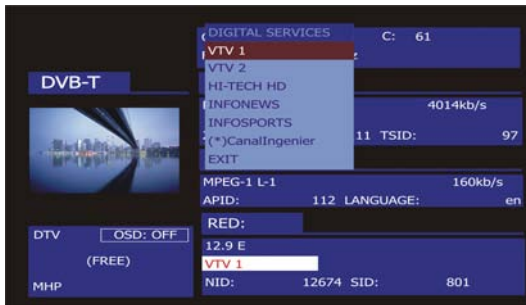 DIGITAL SERVICES
C: 61
VTV 1
z
VTV 2
DVB-T
HI-TECH HD
INFONEWS
4014kb/s
INFOSPORTS
(*)CanalIngenier
11 TSID: 97
EXIT
MPEG-1 L-1 160kb/s
APID: 112 LANGUAGE: en
RED:
DTV OSD: OFF
12.9 E
(FREE)
VTV 1
MHP
NID: 12674 SID: 801